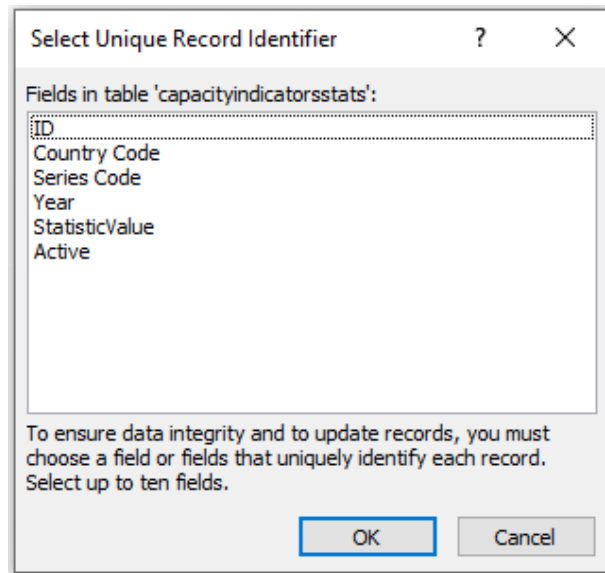 Select Unique Record Identifier ? ×
Fields in table 'capacityindicatorsstats':
ID
Country Code
Series Code
Year
StatisticValue
Active
To ensure data integrity and to update records, you must
choose a field or fields that uniquely identify each record.
Select up to ten fields.
OK Cancel